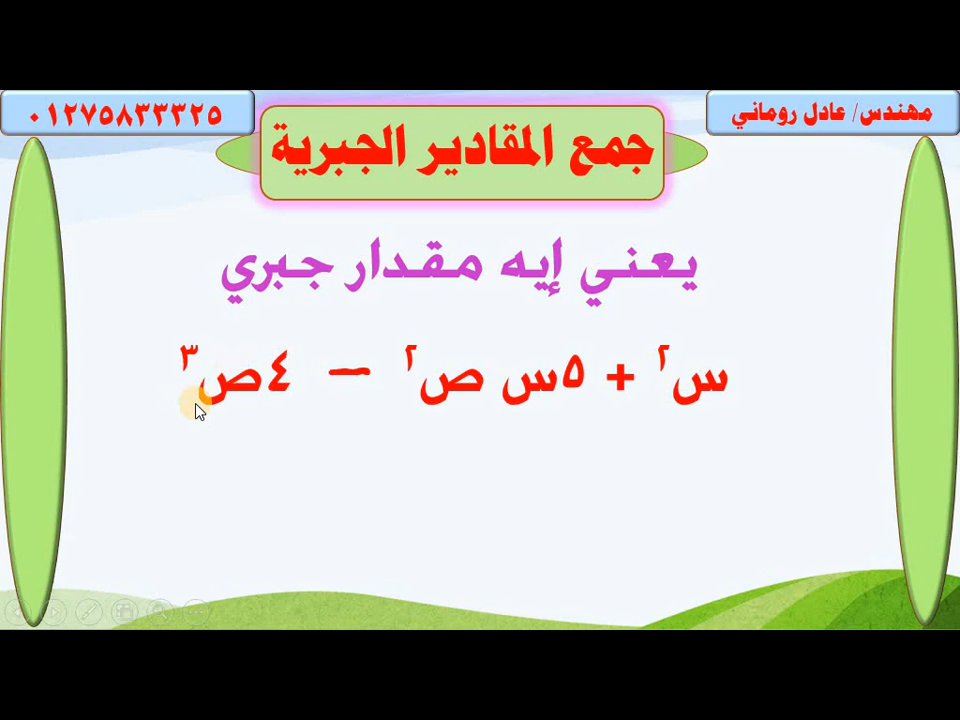 مهندس/ عادل روماني
جمع المقادير الجبرية
٠١٢٧٥٨٣٣٣٢٥
يعني إيه مقدار جبري
س٢ + ٥س ص٢ – ٤ص٣